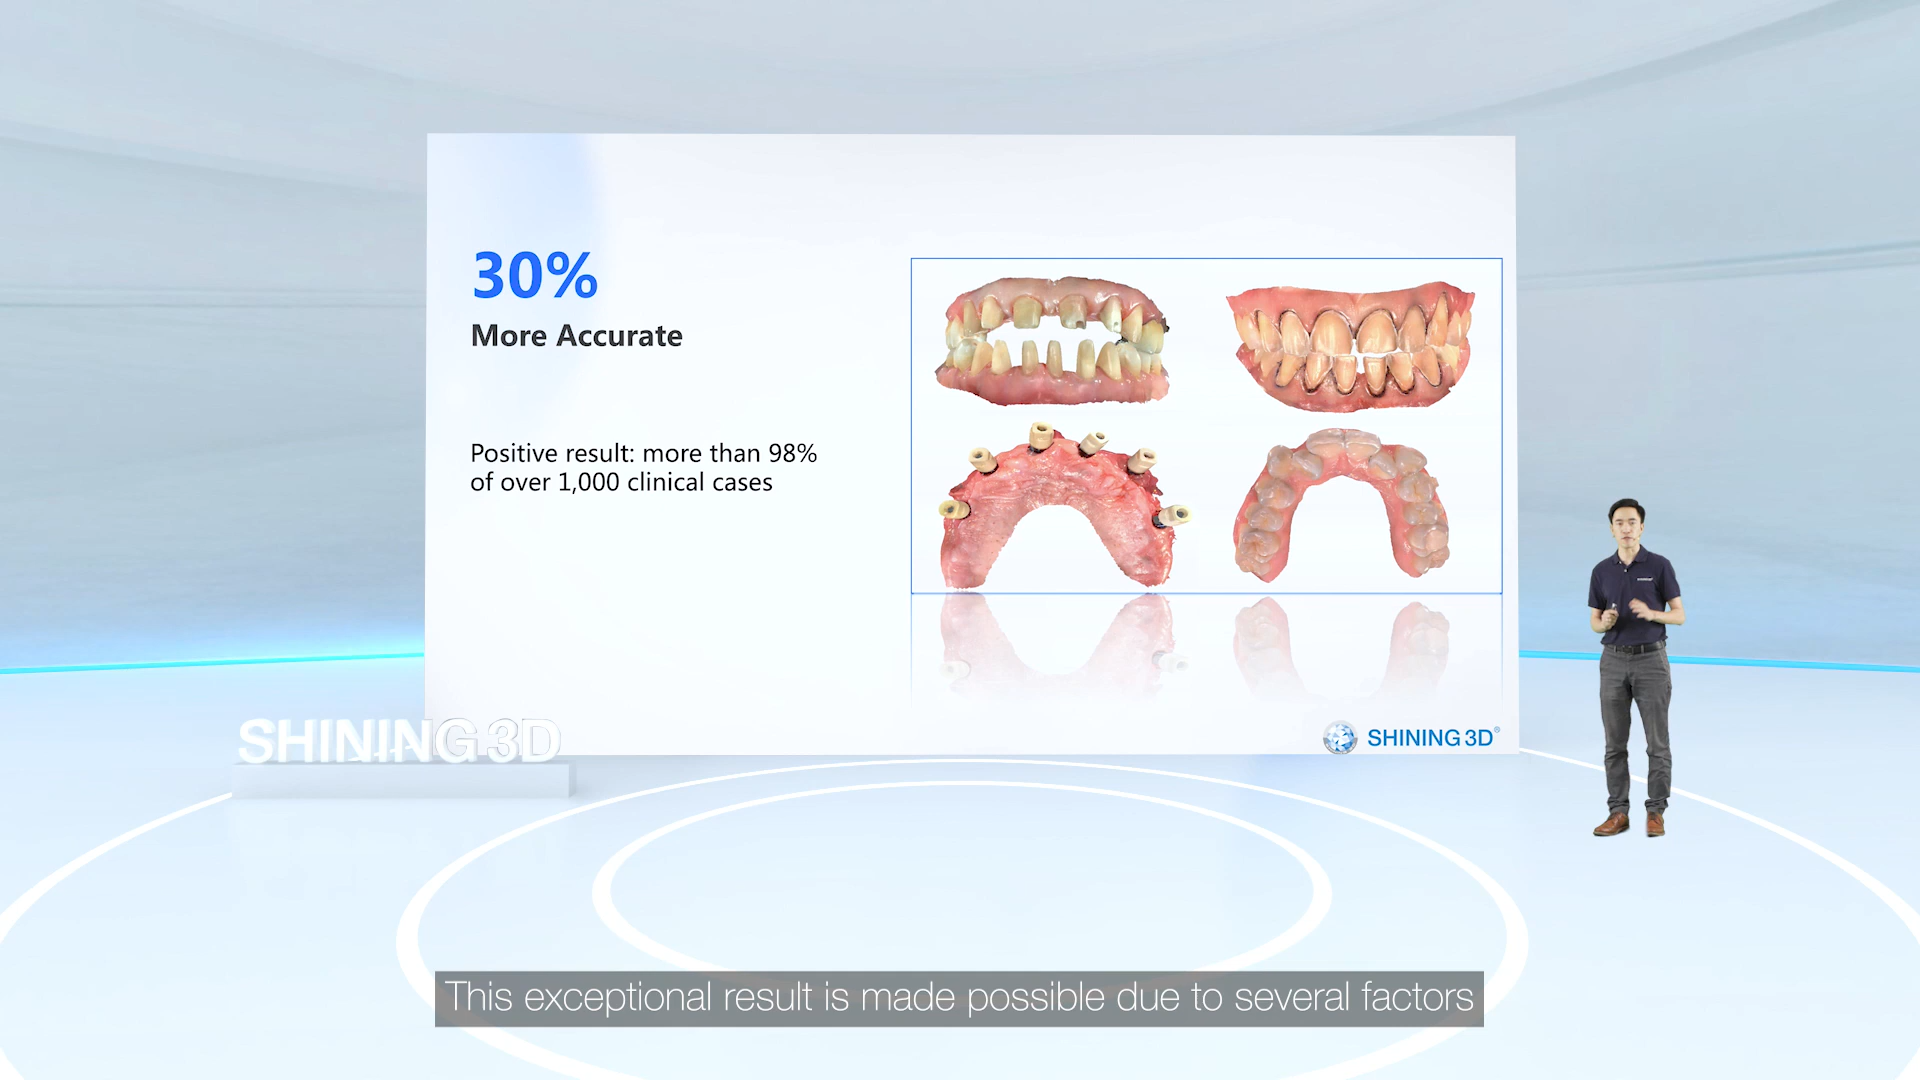 30%
More Accurate
Positive result: more than 98%
of over 1,000 clinical cases
SHINING 3D
SHINING 3D®
This exceptional result is made possible due to several factors